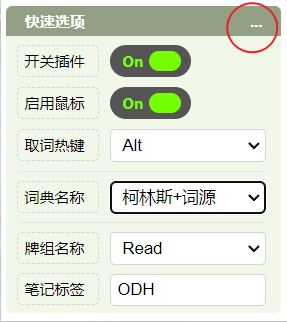 快速选项 ...
开关插件 On
启用鼠标 On
取词热键 Alt
词典名称 柯林斯+词源
牌组名称 Read
笔记标签 ODH